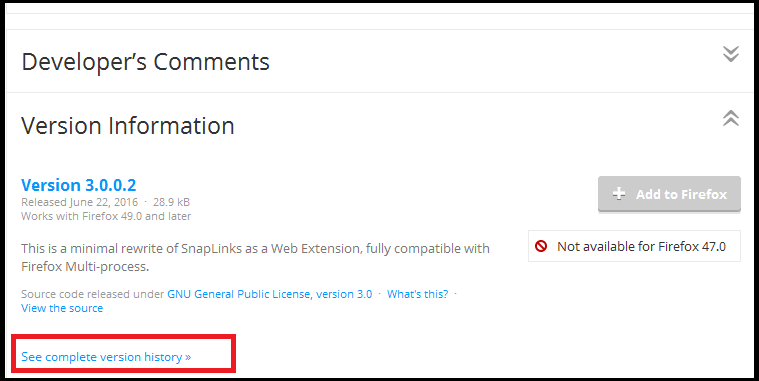 Developer's Comments
Version Information
Version 3.0.0.2
Released June 22, 2016 · 28.9 kB
Works with Firefox 49.0 and later
Add to Firefox
Not available for Firefox 47.0
This is a minimal rewrite of SnapLinks as a Web Extension, fully compatible with
Firefox Multi-process.
Source code released under GNU General Public License, version 3.0 · What's this? ·
View the source
See complete version history »